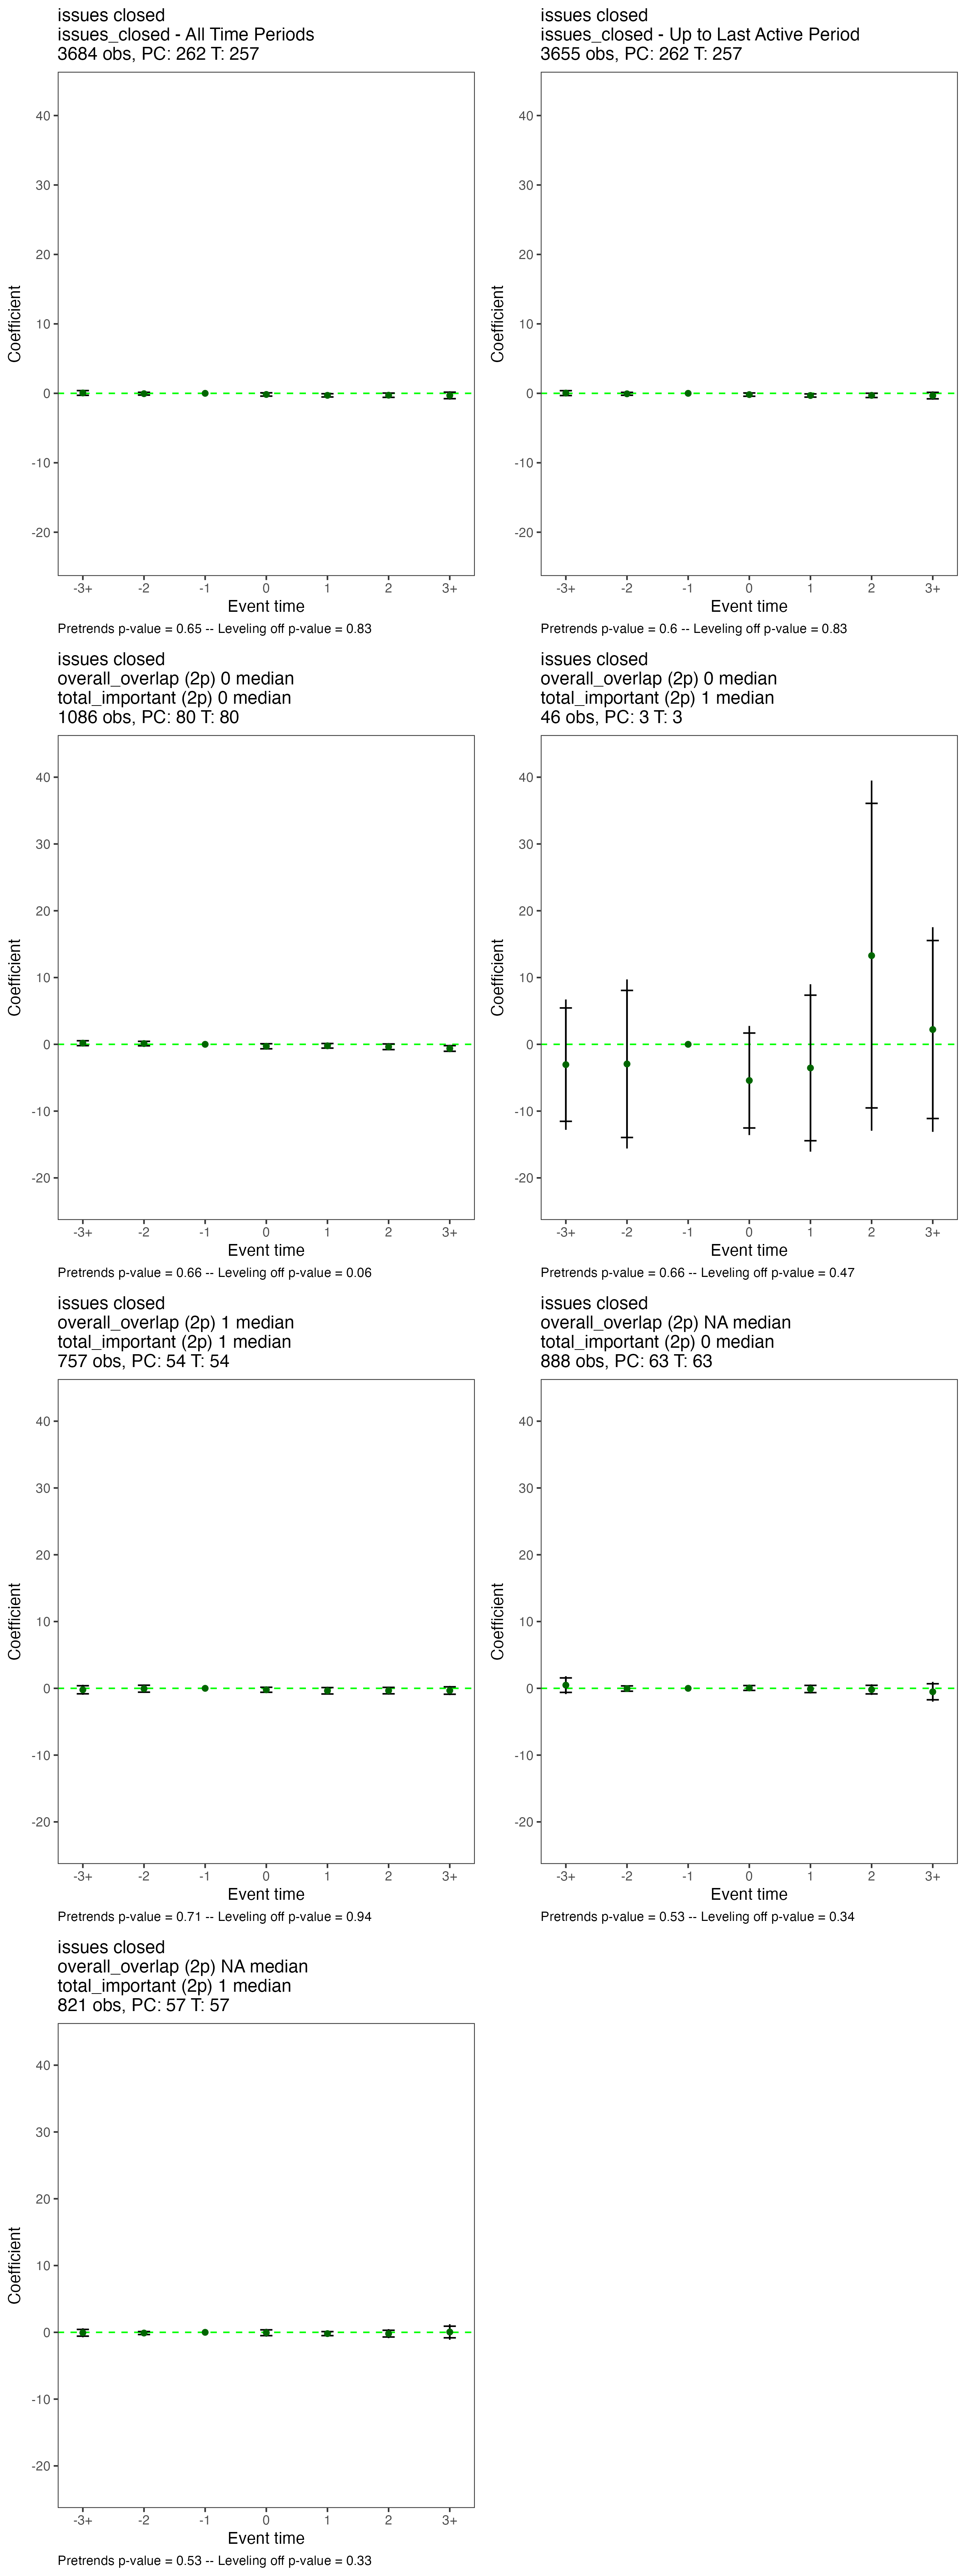 issues closed
issues_closed - All Time Periods
3684 obs, PC: 262 T: 257
40
30
20
10
0
-10
-20
Coefficient
-3+ -2 -1 0 1 2 3+
Event time
Pretrends p-value = 0.65 -- Leveling off p-value = 0.83
issues closed
issues_closed - Up to Last Active Period
3655 obs, PC: 262 T: 257
40
30
20
10
0
-10
-20
Coefficient
-3+ -2 -1 0 1 2 3+
Event time
Pretrends p-value = 0.6 -- Leveling off p-value = 0.83
issues closed
overall_overlap (2p) 0 median
total_important (2p) 0 median
1086 obs, PC: 80 T: 80
40
30
20
10
0
-10
-20
Coefficient
-3+ -2 -1 0 1 2 3+
Event time
Pretrends p-value = 0.66 -- Leveling off p-value = 0.06
issues closed
overall_overlap (2p) 0 median
total_important (2p) 1 median
46 obs, PC: 3 T: 3
40
30
20
10
0
-10
-20
Coefficient
-3+ -2 -1 0 1 2 3+
Event time
Pretrends p-value = 0.66 -- Leveling off p-value = 0.47
issues closed
overall_overlap (2p) 1 median
total_important (2p) 1 median
757 obs, PC: 54 T: 54
40
30
20
10
0
-10
-20
Coefficient
-3+ -2 -1 0 1 2 3+
Event time
Pretrends p-value = 0.71 -- Leveling off p-value = 0.94
issues closed
overall_overlap (2p) NA median
total_important (2p) 0 median
888 obs, PC: 63 T: 63
40
30
20
10
0
-10
-20
Coefficient
-3+ -2 -1 0 1 2 3+
Event time
Pretrends p-value = 0.53 -- Leveling off p-value = 0.34
issues closed
overall_overlap (2p) NA median
total_important (2p) 1 median
821 obs, PC: 57 T: 57
40
30
20
10
0
-10
-20
Coefficient
-3+ -2 -1 0 1 2 3+
Event time
Pretrends p-value = 0.53 -- Leveling off p-value = 0.33